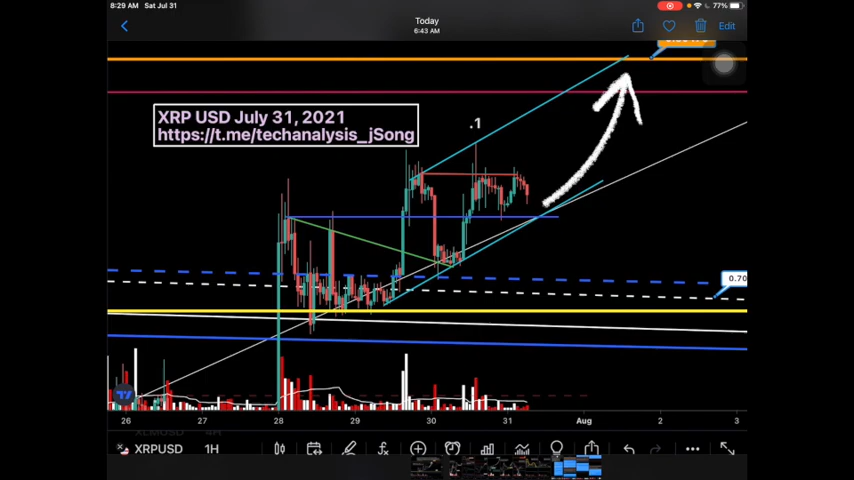 8:29 AM Sat Jul 31
77%
Today
6:43 AM
Edit
XRP USD July 31, 2021
https://t.me/techanalysis_jSong
.1
0.70
26 27 28 29 30 31 Aug 2 3
XRPUSD 1H